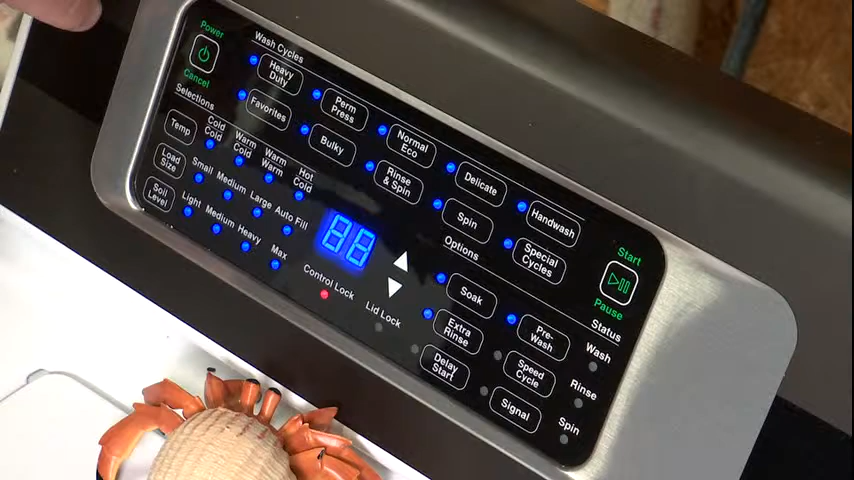 Power
Cancel
Wash Cycles
Heavy
Duty
Perm
Press
Normal
Eco
Delicate
Handwash
Favorites
Bulky
Rinse
& Spin
Spin
Special
Cycles
Selections
Temp
Cold
Cold
Warm
Cold
Warm
Warm
Hot
Cold
Load
Size
Small
Medium
Large
Auto Fill
Soil
Level
Light
Medium
Heavy
Max
88
Control Lock
Lid Lock
Options
Soak
Pre-
Wash
Extra
Rinse
Speed
Cycle
Delay
Start
Signal
Start
Pause
Status
Wash
Rinse
Spin